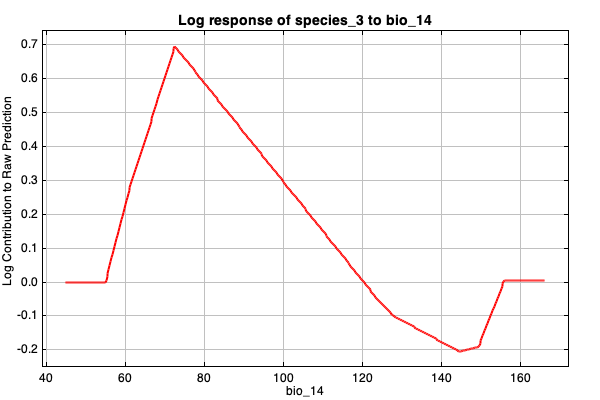 Log response of species_3 to bio_14
Log Contribution to Raw Prediction
0.7
0.6
0.5
0.4
0.3
0.2
0.1
0.0
-0.1
-0.2
40 60 80 100 120 140 160
bio_14